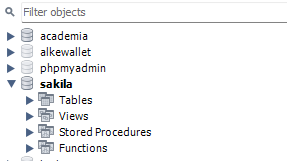 Filter objects
academia
alkewallet
phpmyadmin
sakila
Tables
Views
Stored Procedures
Functions